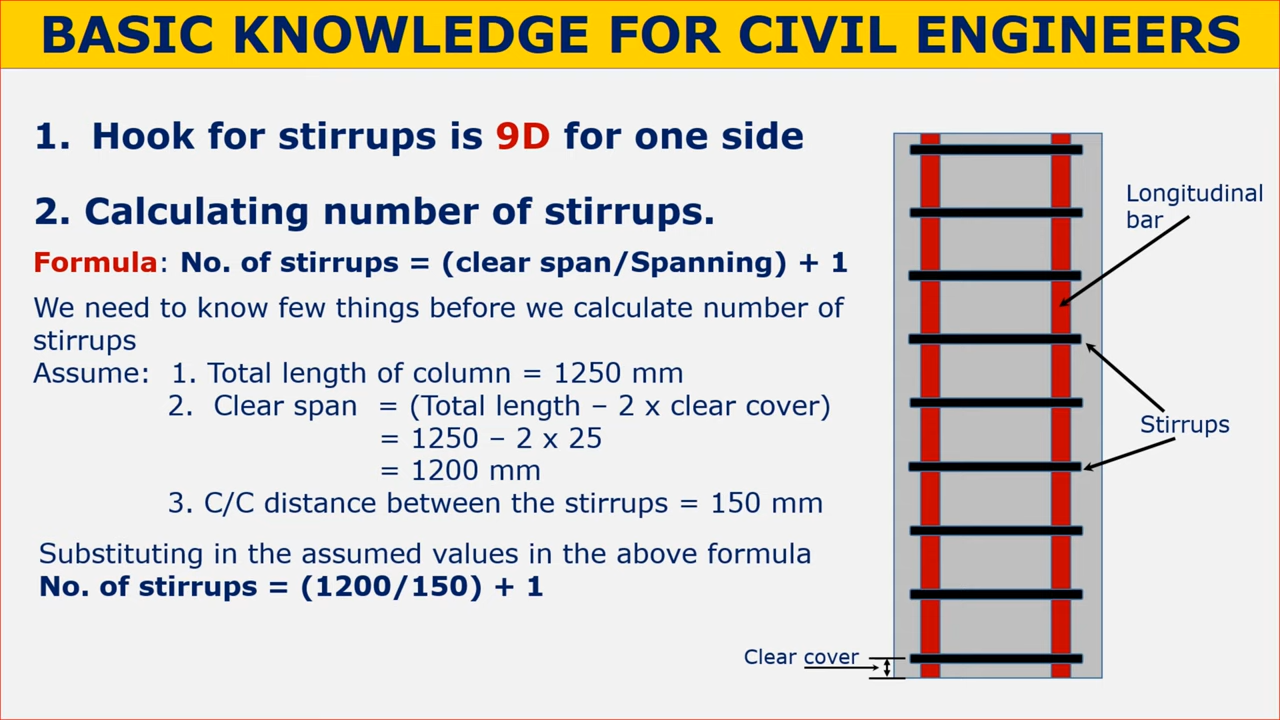 BASIC KNOWLEDGE FOR CIVIL ENGINEERS
1. Hook for stirrups is 9D for one side
2. Calculating number of stirrups.
Formula: No. of stirrups = (clear span/Spanning) + 1
We need to know few things before we calculate number of
stirrups
Assume: 1. Total length of column = 1250 mm
2. Clear span = (Total length – 2 x clear cover)
= 1250 – 2 x 25
= 1200 mm
3. C/C distance between the stirrups = 150 mm
Substituting in the assumed values in the above formula
No. of stirrups = (1200/150) + 1
Longitudinal
bar
Stirrups
Clear cover